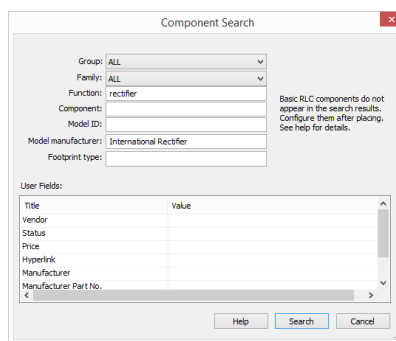 Component Search
Group: ALL
Family: ALL
Function: rectifier
Component:
Model ID:
Model manufacturer: International Rectifier
Footprint type:
Basic RLC components do not
appear in the search results.
Configure them after placing.
See help for details.
User Fields:
Title Value
Vendor
Status
Price
Hyperlink
Manufacturer
Manufacturer Part No.
Help Search Cancel